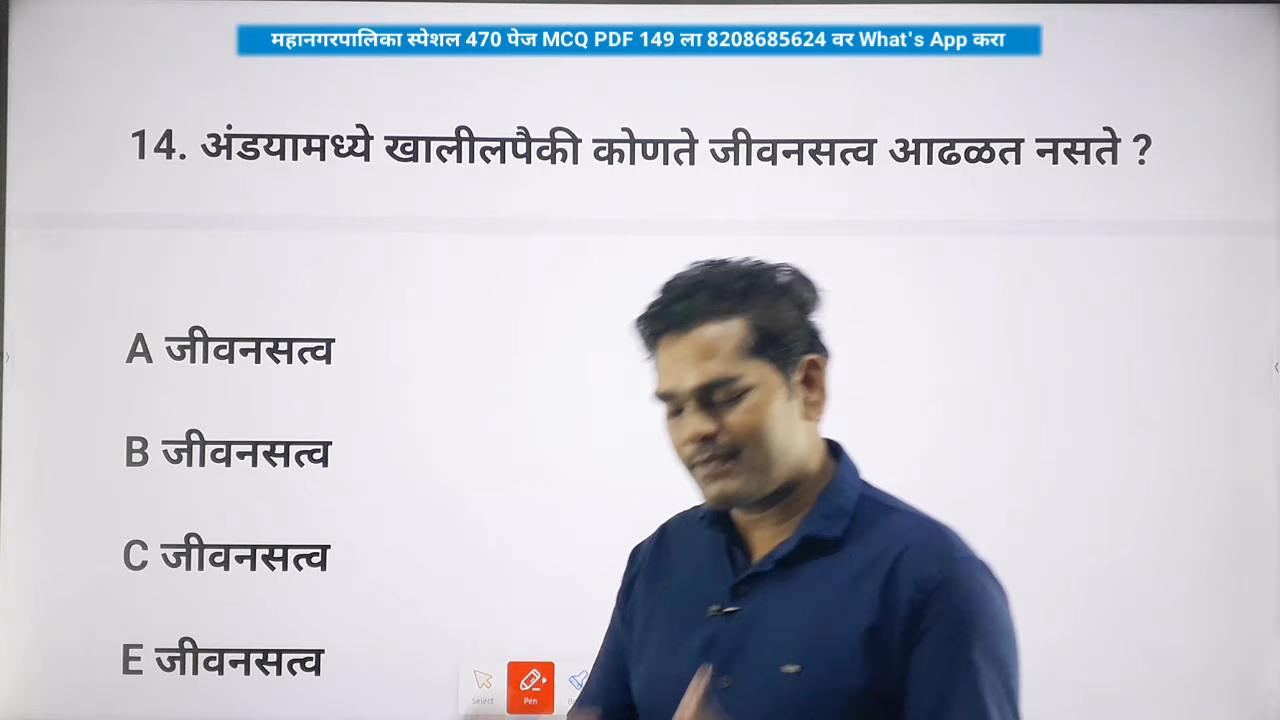 महानगरपालिका स्पेशल 470 पेज MCQ PDF 149 ला 8208685624 वर What's App करा
14. अंडयामध्ये खालीलपैकी कोणते जीवनसत्व आढळत नसते ?
A जीवनसत्व
B जीवनसत्व
C जीवनसत्व
E जीवनसत्व
Select
Pen